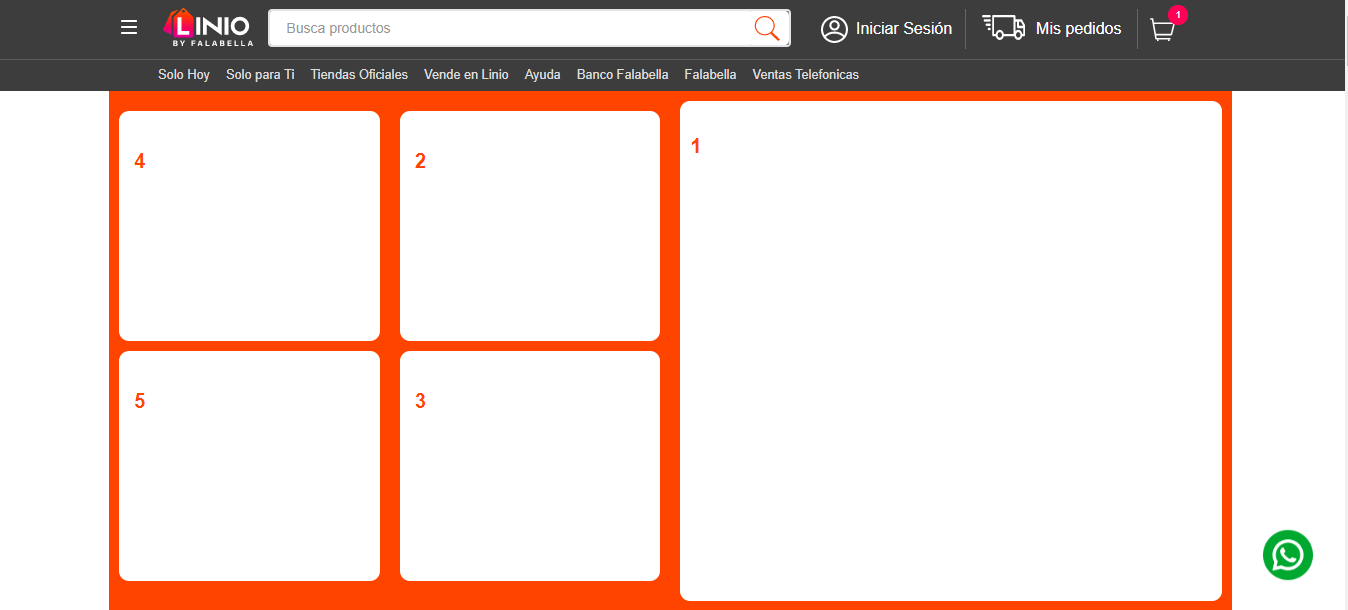 LINIO
BY FALABELLA
Busca productos
Iniciar Sesión
Mis pedidos
1
Solo Hoy
Solo para Ti
Tiendas Oficiales
Vende en Linio
Ayuda
Banco Falabella
Falabella
Ventas Telefonicas
4
2
1
5
3